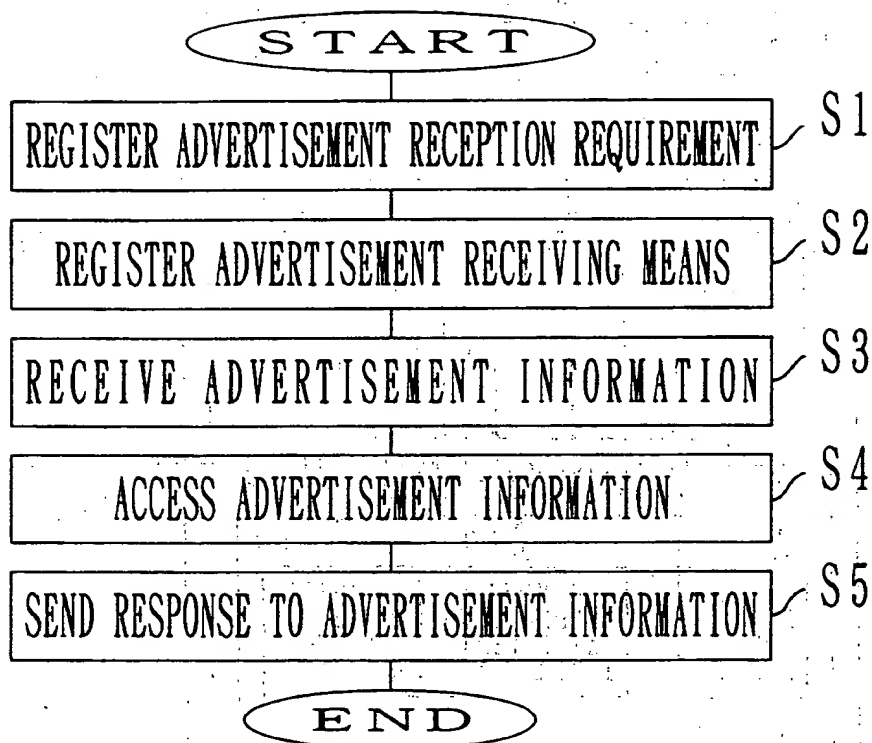 START
REGISTER ADVERTISEMENT RECEPTION REQUIREMENT S1
REGISTER ADVERTISEMENT RECEIVING MEANS S2
RECEIVE ADVERTISEMENT INFORMATION S3
ACCESS ADVERTISEMENT INFORMATION S4
SEND RESPONSE TO ADVERTISEMENT INFORMATION S5
END